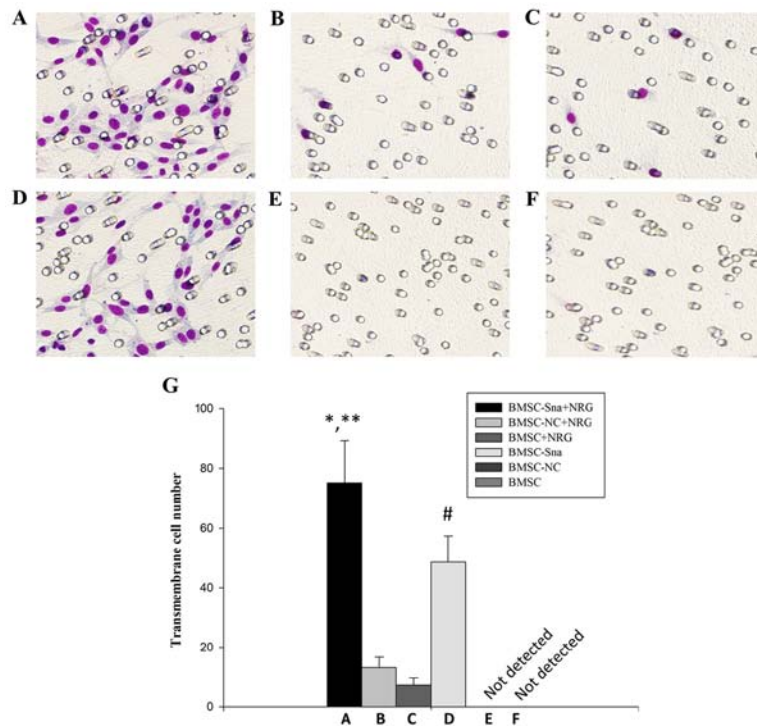 A
B
C
D
E
F
G
100
80
60
40
20
0
Transmembrane cell number
*,**
#
Not detected
Not detected
A B C D E F
BMSC-Sna+NRG
BMSC-NC+NRG
BMSC+NRG
BMSC-Sna
BMSC-NC
BMSC